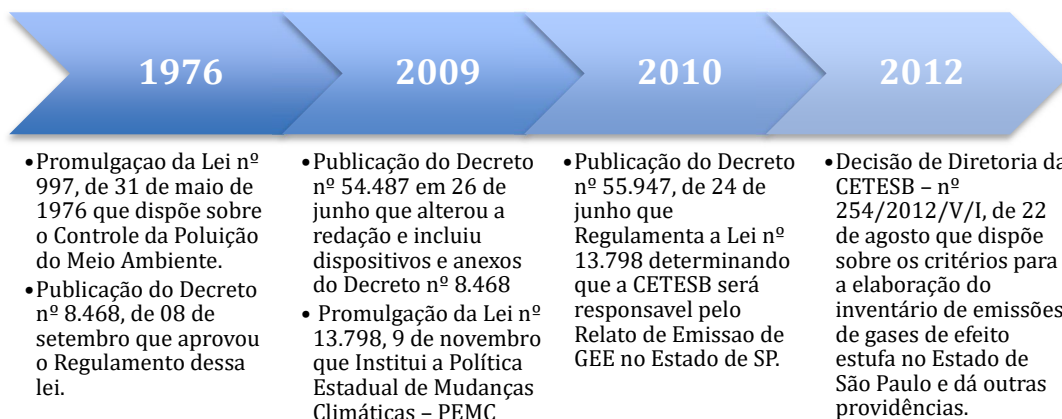 1976
2009
2010
2012
•Promulgaçao da Lei nº
997, de 31 de maio de
1976 que dispõe sobre
o Controle da Poluição
do Meio Ambiente.
•Publicação do Decreto
nº 8.468, de 08 de
setembro que aprovou
o Regulamento dessa
lei.
•Publicação do Decreto
nº 54.487 em 26 de
junho que alterou a
redação e incluiu
dispositivos e anexos
do Decreto nº 8.468
• Promulgação da Lei nº
13.798, 9 de novembro
que Institui a Política
Estadual de Mudanças
Climáticas – PEMC
•Publicação do Decreto
nº 55.947, de 24 de
junho que
Regulamenta a Lei nº
13.798 determinando
que a CETESB será
responsavel pelo
Relato de Emissao de
GEE no Estado de SP.
•Decisão de Diretoria da
CETESB – nº
254/2012/V/I, de 22
de agosto que dispõe
sobre os critérios para
a elaboração do
inventário de emissões
de gases de efeito
estufa no Estado de
São Paulo e dá outras
providências.